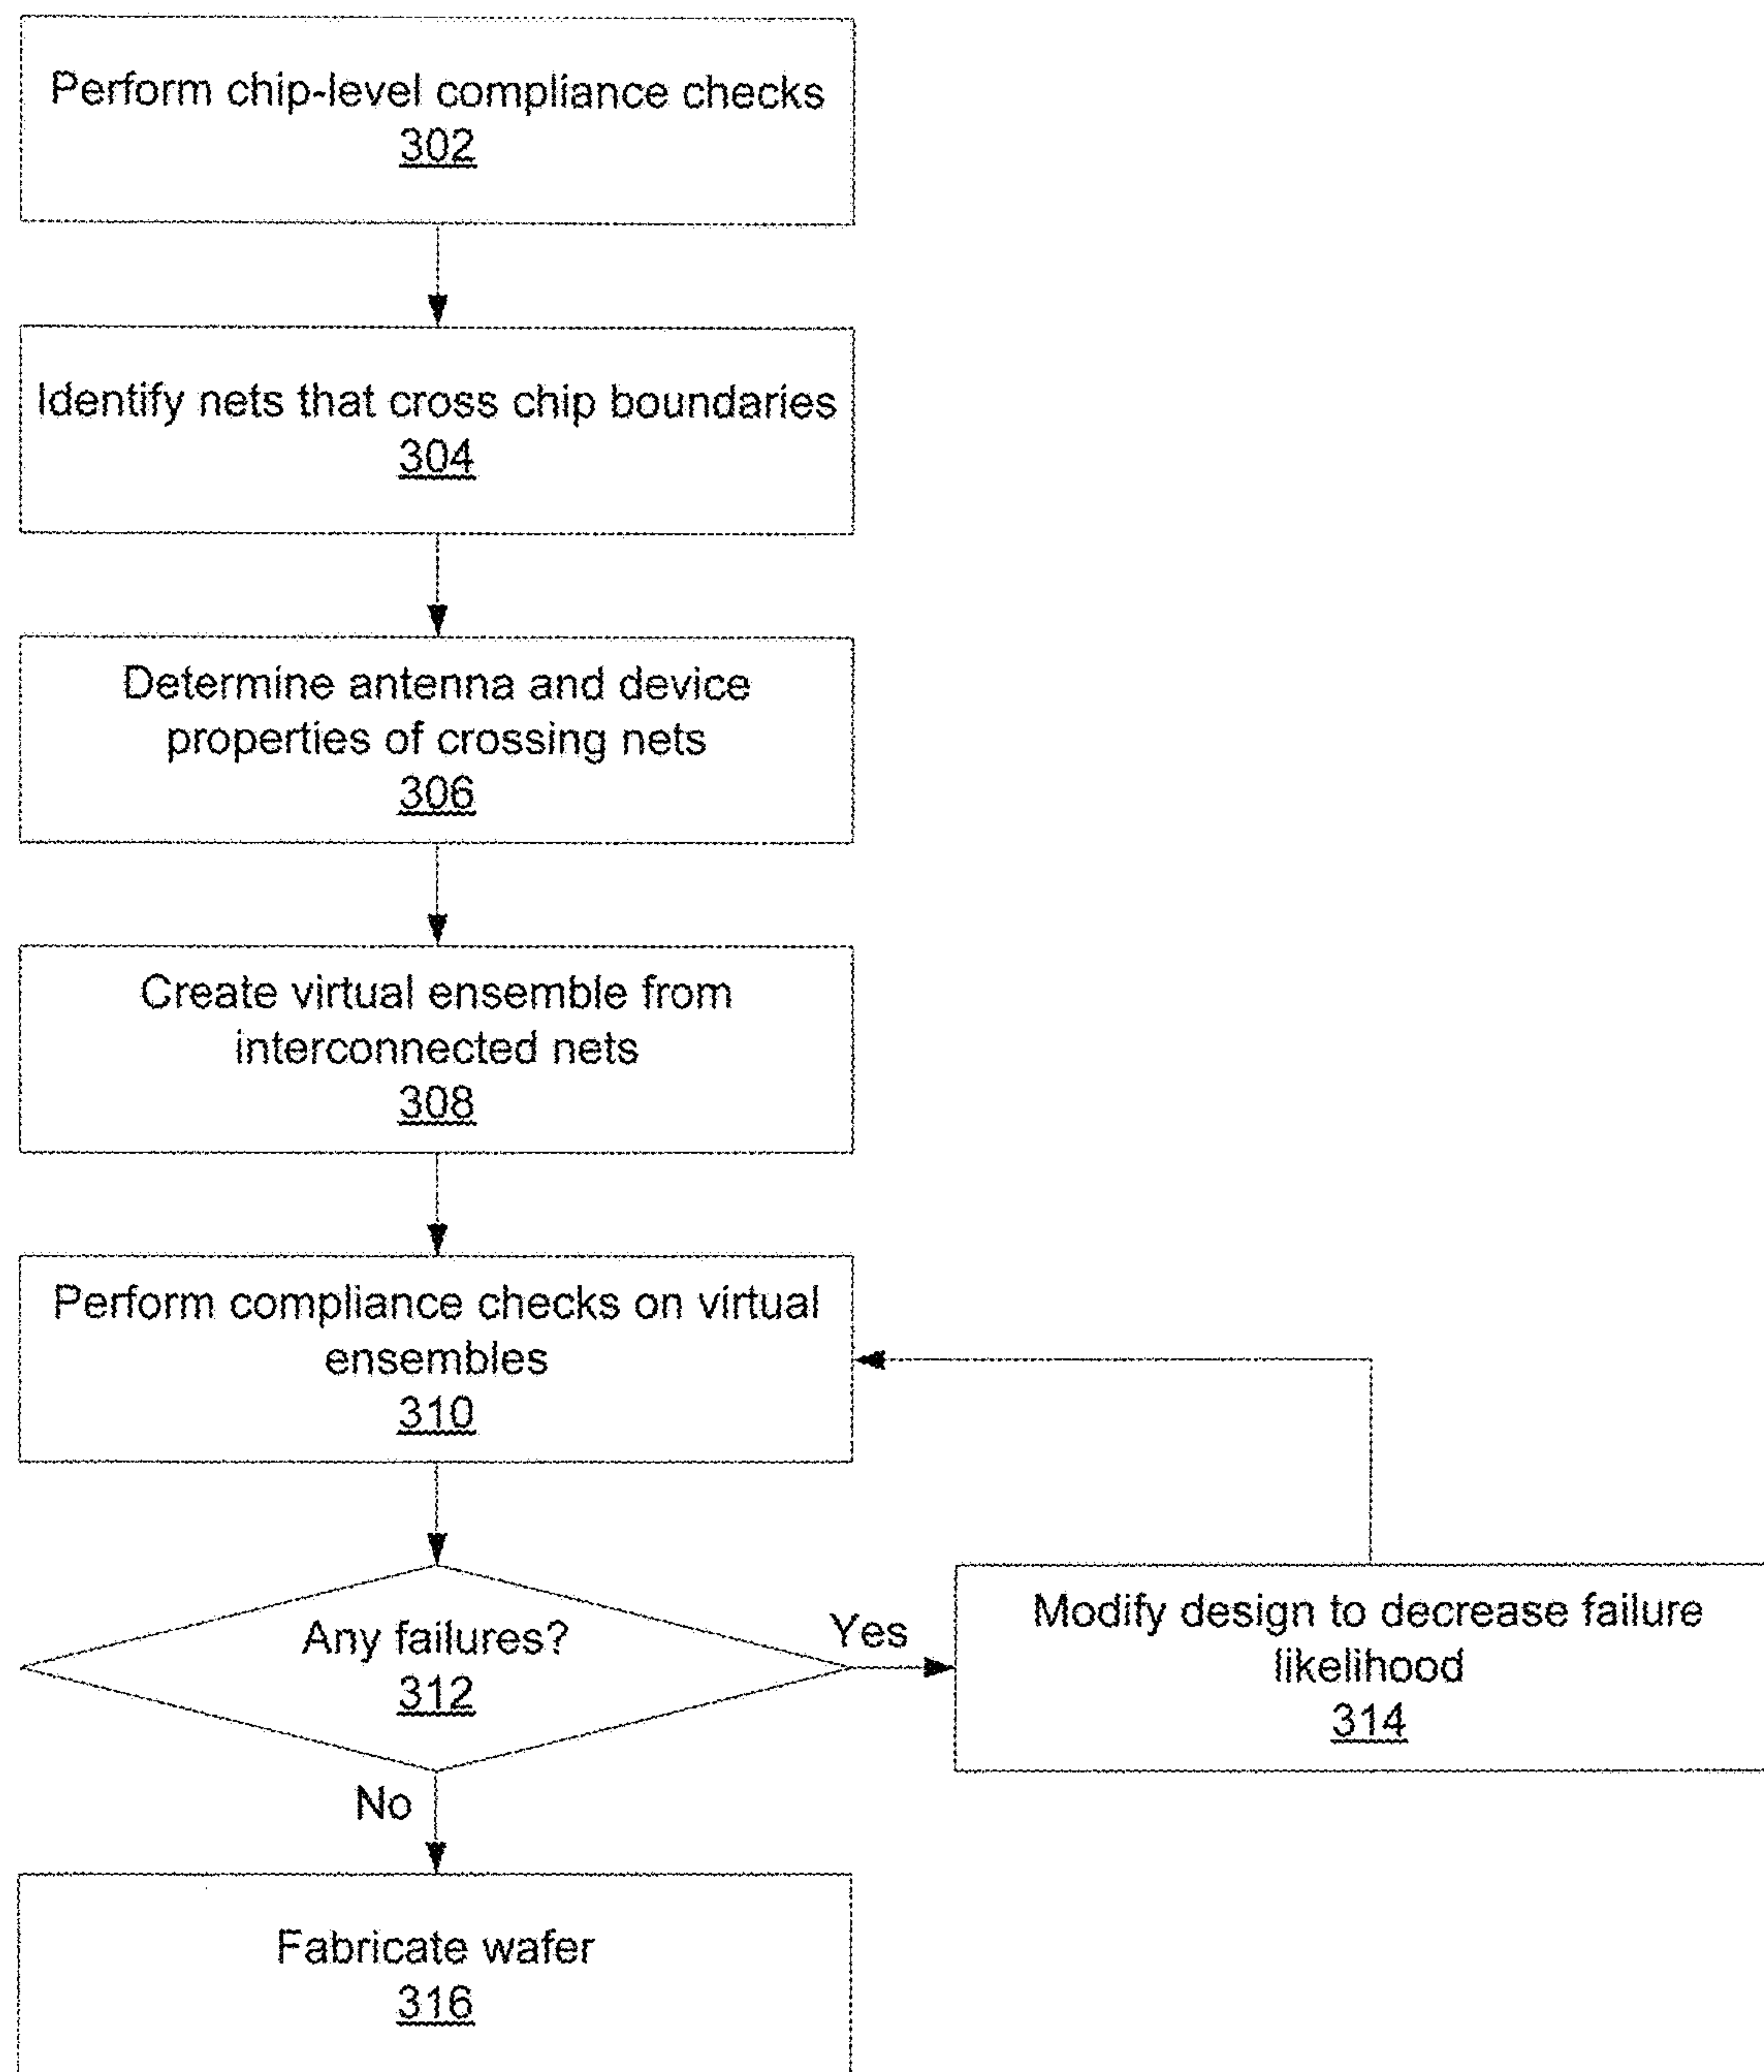 Perform chip-level compliance checks
302
Identify nets that cross chip boundaries
304
Determine antenna and device
properties of crossing nets
306
Create virtual ensemble from
interconnected nets
308
Perform compliance checks on virtual
ensembles
310
Any failures?
312
Yes
Modify design to decrease failure
likelihood
314
No
Fabricate wafer
316